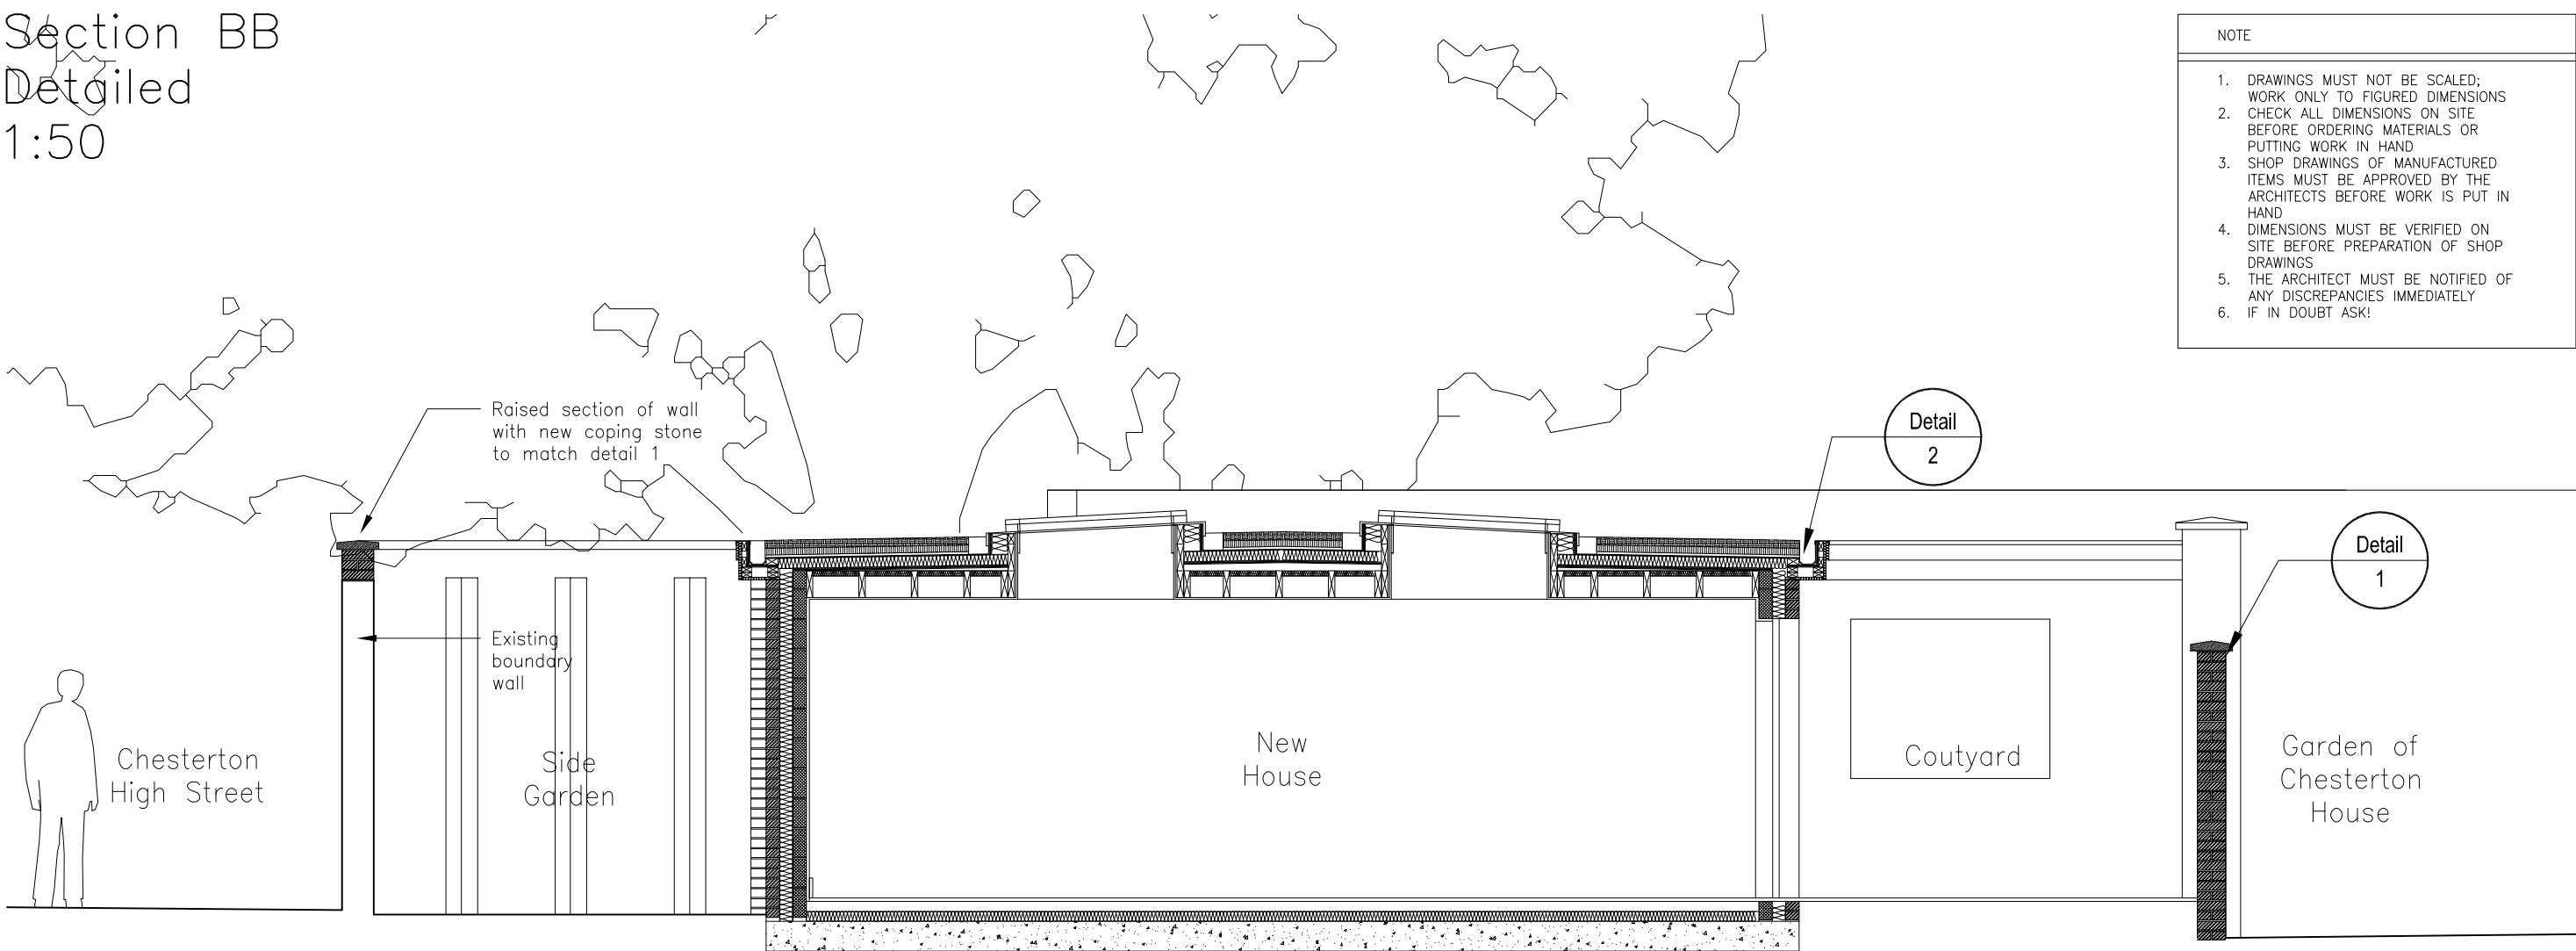 Section BB
Detailed
1:50
NOTE
1. DRAWINGS MUST NOT BE SCALED;
WORK ONLY TO FIGURED DIMENSIONS
2. CHECK ALL DIMENSIONS ON SITE
BEFORE ORDERING MATERIALS OR
PUTTING WORK IN HAND
3. SHOP DRAWINGS OF MANUFACTURED
ITEMS MUST BE APPROVED BY THE
ARCHITECTS BEFORE WORK IS PUT IN
HAND
4. DIMENSIONS MUST BE VERIFIED ON
SITE BEFORE PREPARATION OF SHOP
DRAWINGS
5. THE ARCHITECT MUST BE NOTIFIED OF
ANY DISCREPANCIES IMMEDIATELY
6. IF IN DOUBT ASK!
Raised section of wall
with new coping stone
to match detail 1
Detail
2
Detail
1
Existing
boundary
wall
Chesterton
High Street
Side
Garden
New
House
Coutyard
Garden of
Chesterton
House